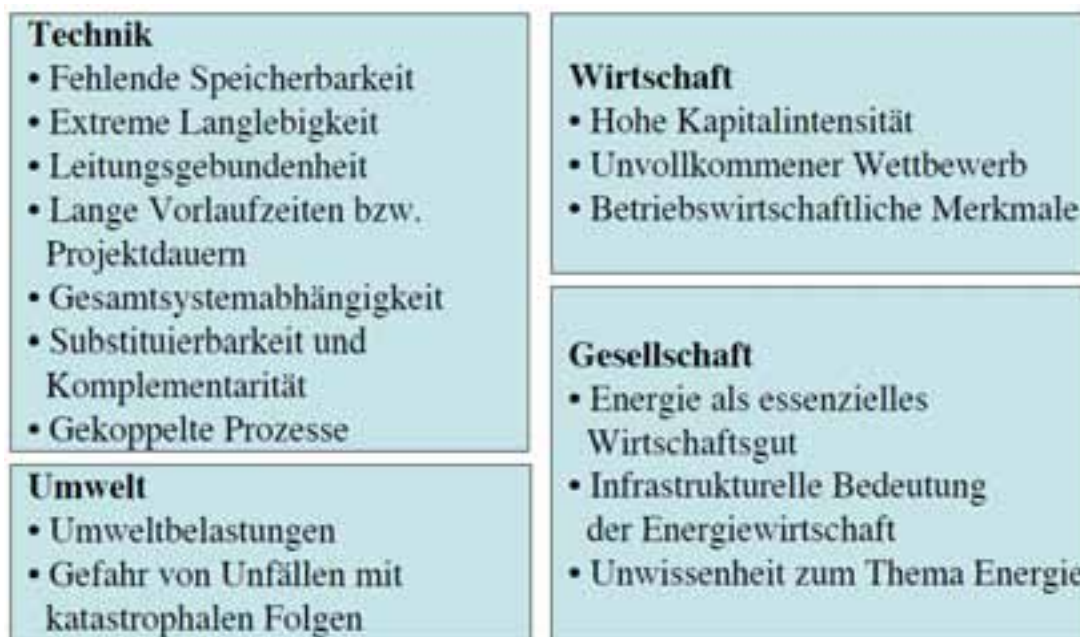 Technik
• Fehlende Speicherbarkeit
• Extreme Langlebigkeit
• Leitungsgebundenheit
• Lange Vorlaufzeiten bzw.
Projektdauern
• Gesamtsystemabhängigkeit
• Substituierbarkeit und
Komplementarität
• Gekoppelte Prozesse
Umwelt
• Umweltbelastungen
• Gefahr von Unfällen mit
katastrophalen Folgen
Wirtschaft
• Hohe Kapitalintensität
• Unvollkommener Wettbewerb
• Betriebswirtschaftliche Merkmale
Gesellschaft
• Energie als essenzielles
Wirtschaftsgut
• Infrastrukturelle Bedeutung
der Energiewirtschaft
• Unwissenheit zum Thema Energie